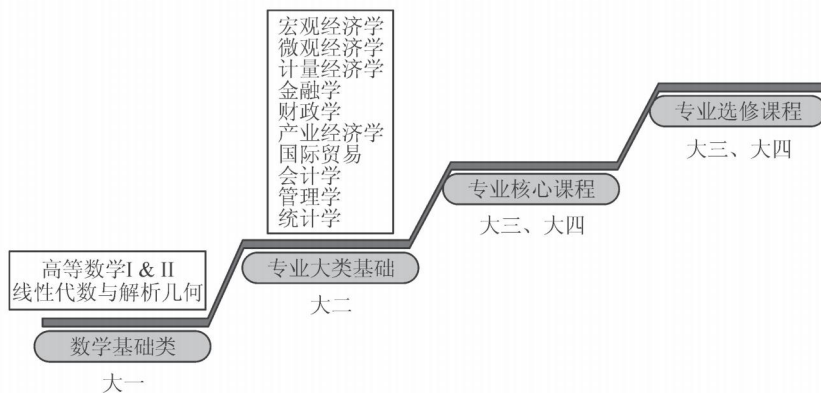 宏观经济学
微观经济学
计量经济学
金融学
财政学
产业经济学
国际贸易
会计学
管理学
统计学
专业选修课程
大三、大四
专业核心课程
大三、大四
专业大类基础
大二
高等数学I & II
线性代数与解析几何
数学基础类
大一